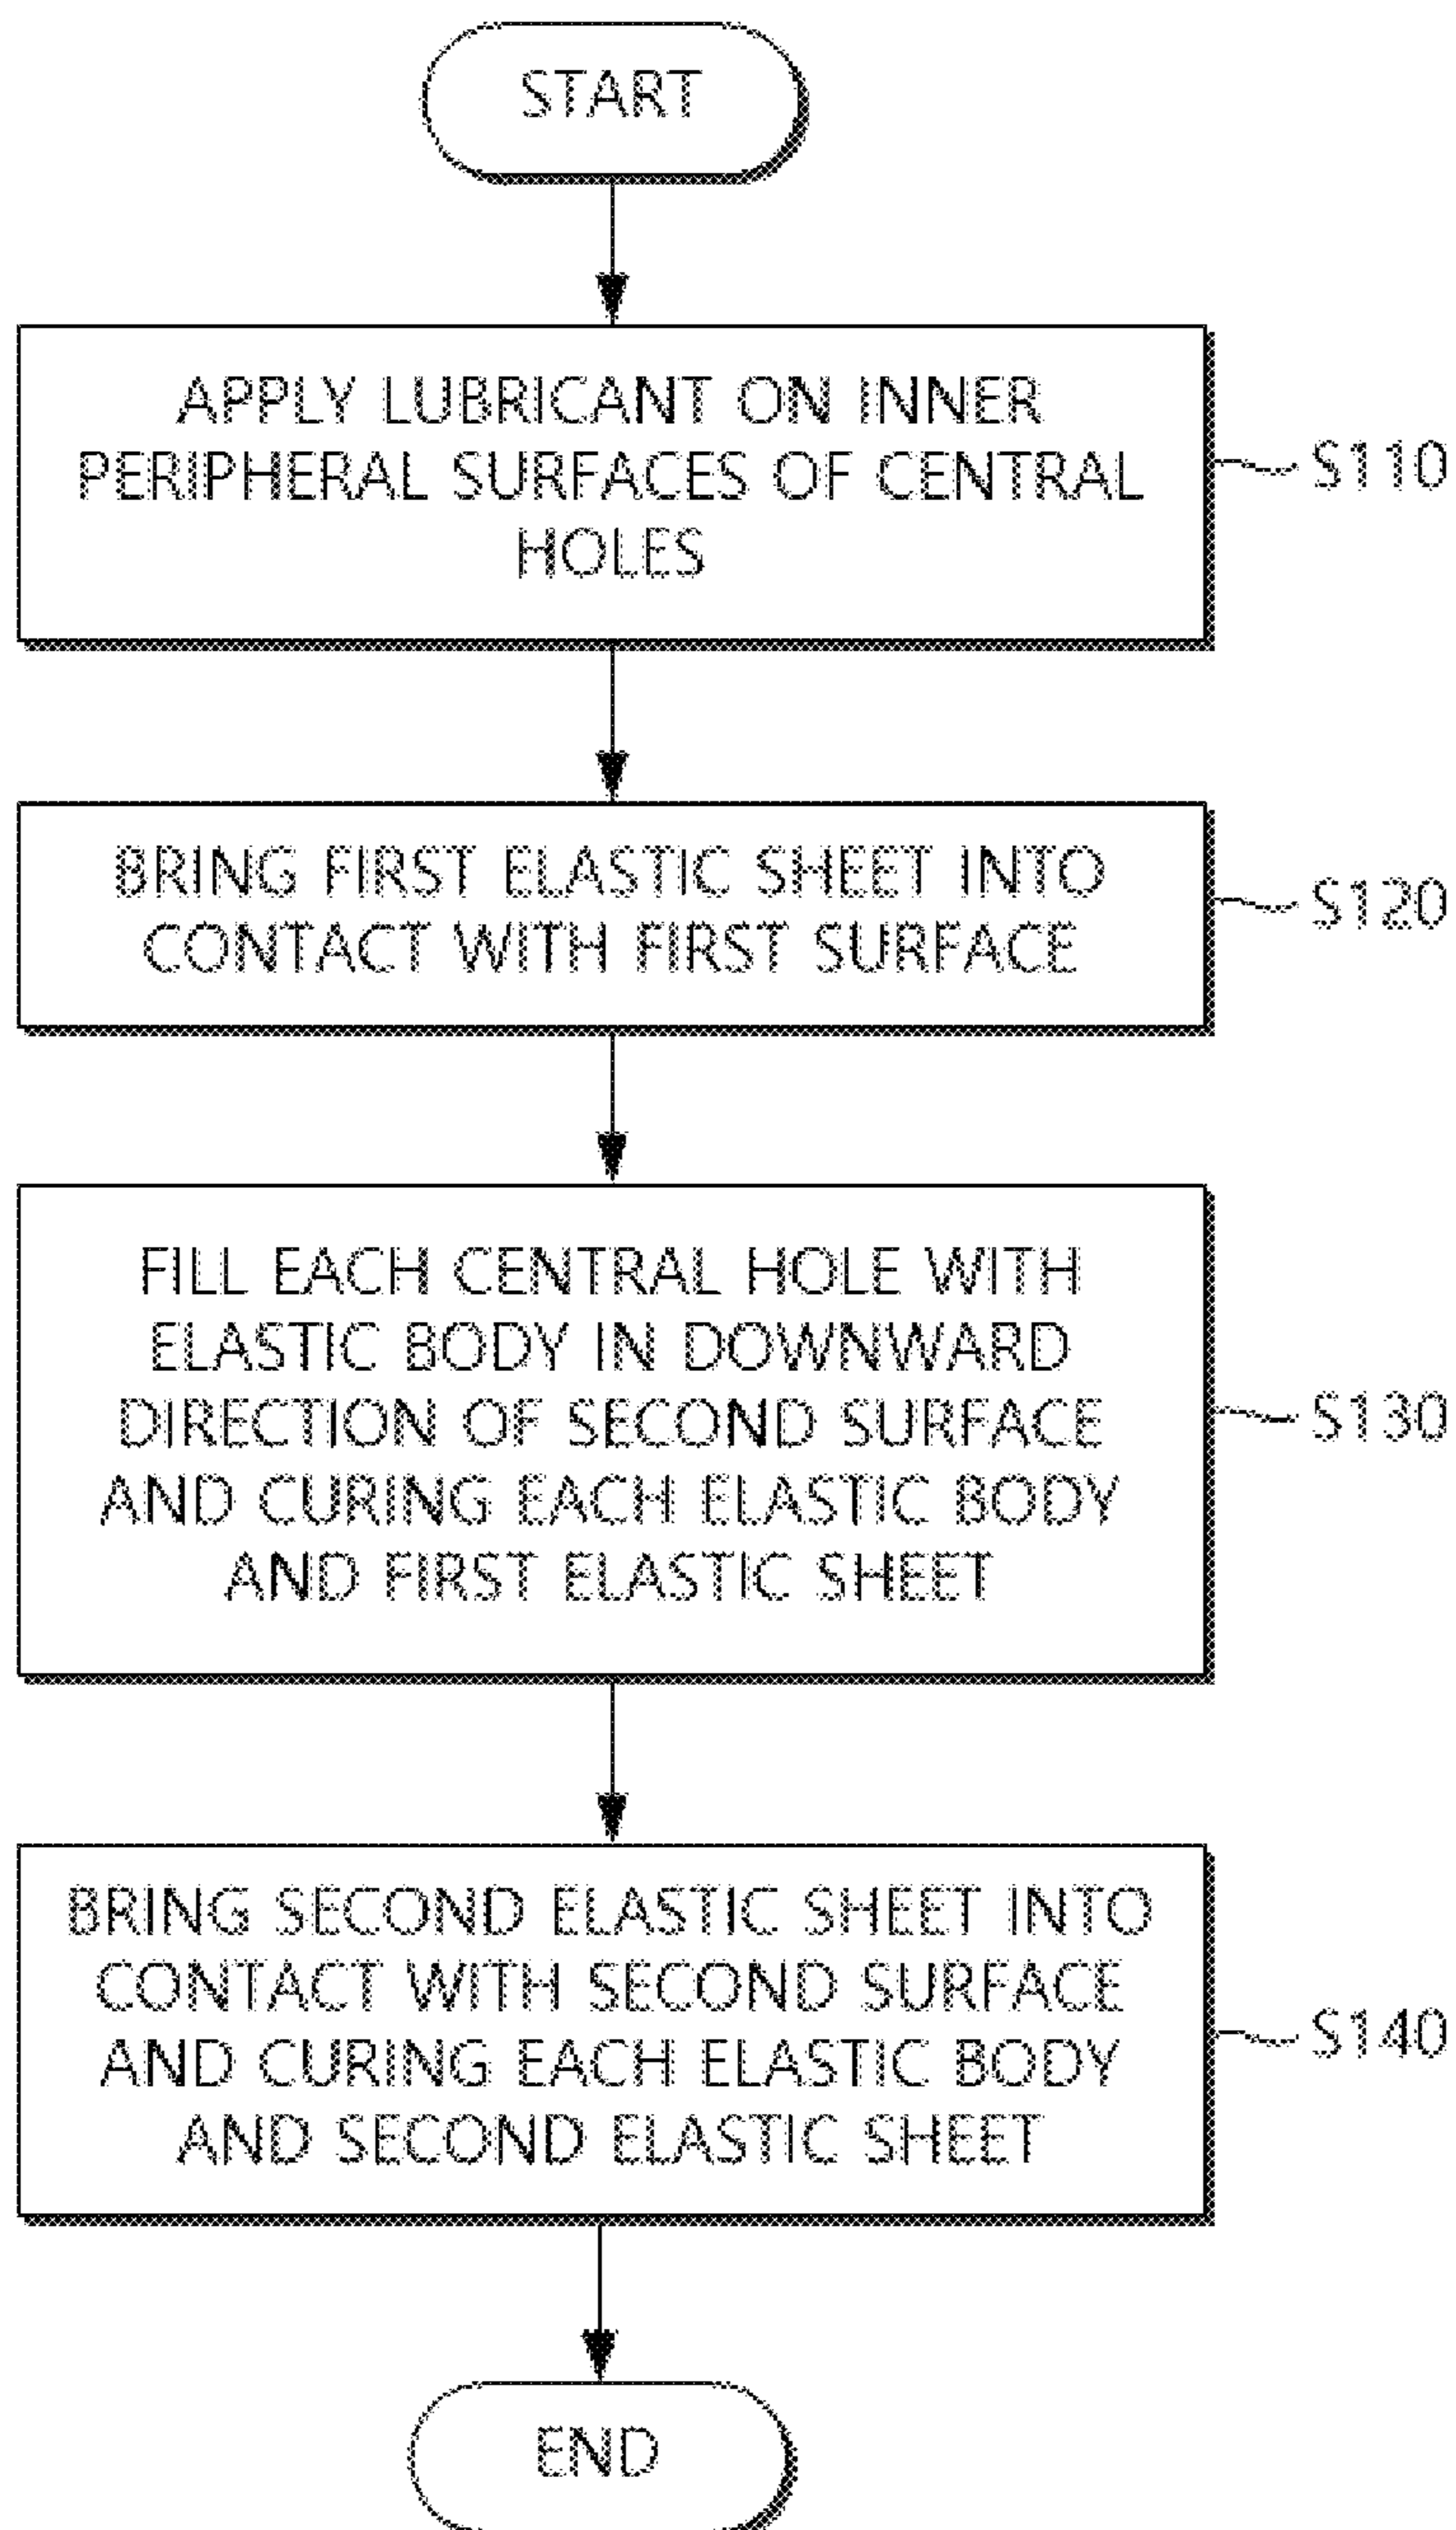 START
APPLY LUBRICANT ON INNER
PERIPHERAL SURFACES OF CENTRAL
HOLES
S110
BRING FIRST ELASTIC SHEET INTO
CONTACT WITH FIRST SURFACE
S120
FILL EACH CENTRAL HOLE WITH
ELASTIC BODY IN DOWNWARD
DIRECTION OF SECOND SURFACE
AND CURING EACH ELASTIC BODY
AND FIRST ELASTIC SHEET
S130
BRING SECOND ELASTIC SHEET INTO
CONTACT WITH SECOND SURFACE
AND CURING EACH ELASTIC BODY
AND SECOND ELASTIC SHEET
S140
END